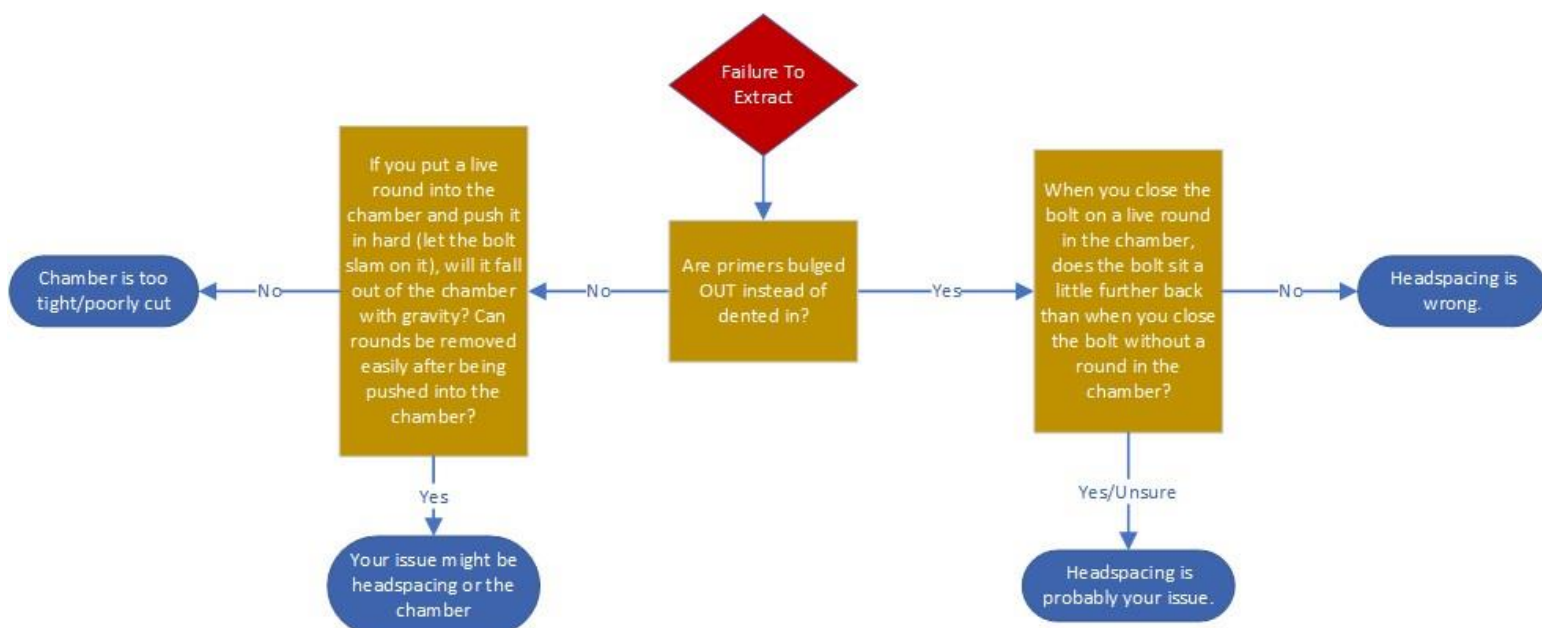 Failure To
Extract
If you put a live
round into the
chamber and push it
in hard (let the bolt
slam on it), will it fall
out of the chamber
with gravity? Can
rounds be removed
easily after being
pushed into the
chamber?
When you close the
bolt on a live round
in the chamber,
does the bolt sit a
little further back
than when you close
the bolt without a
round in the
chamber?
Are primers bulged
OUT instead of
dented in?
Chamber is too
tight/poorly cut
No
No
Yes
No
Headspacing is
wrong.
Yes
Yes/Unsure
Your issue might be
headspacing or the
chamber
Headspacing is
probably your issue.